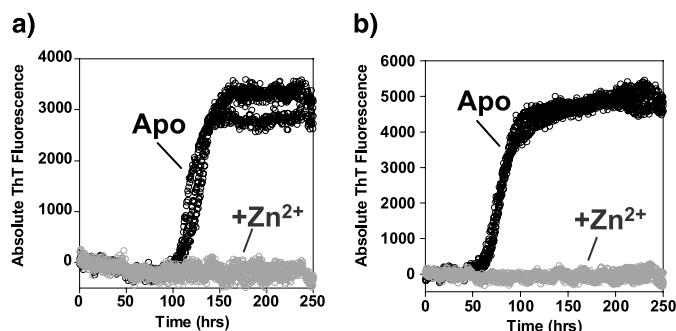 a)
Absolute ThT Fluorescence
4000
3000
2000
1000
0
Apo
+Zn²⁺
0 50 100 150 200 250
Time (hrs)
b)
Absolute ThT Fluorescence
6000
5000
4000
3000
2000
1000
0
Apo
+Zn²⁺
0 50 100 150 200 250
Time (hrs)